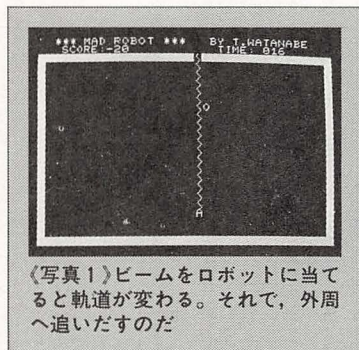 *** MAD ROBOT *** BY T.WATANABE
SCORE:-20 TIME: 016
A
《写真1》ビームをロボットに当て
ると軌道が変わる。それで，外周
へ追いだすのだ